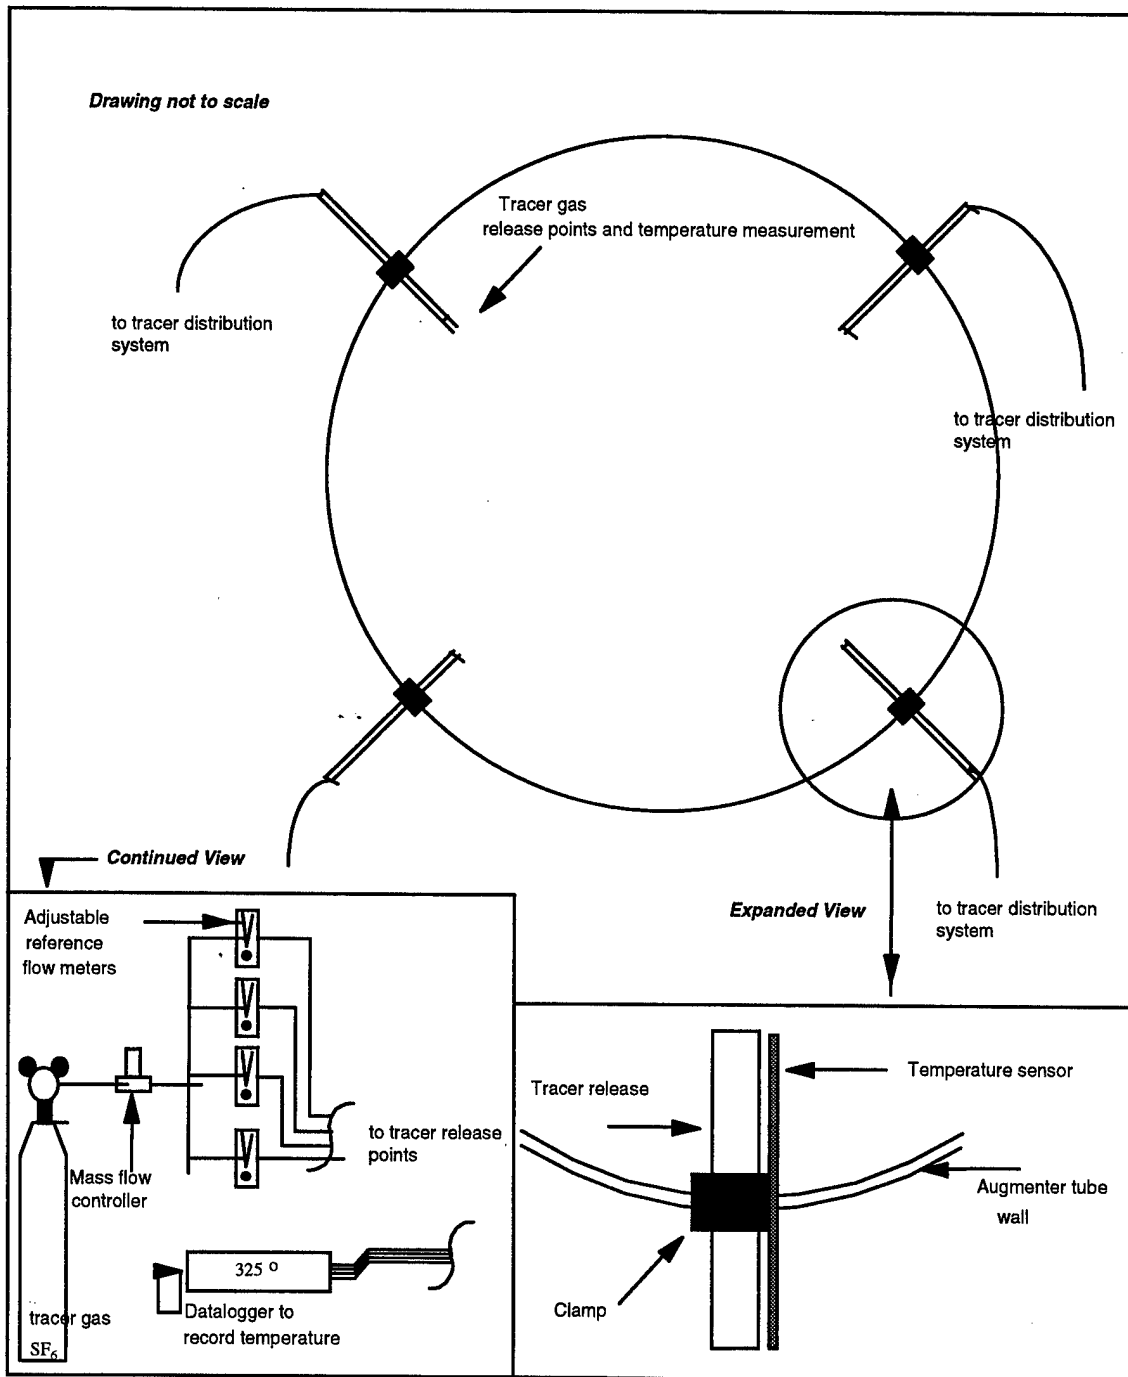 Drawing not to scale
Tracer gas
release points and temperature measurement
to tracer distribution
system
to tracer distribution
system
Continued View
Expanded View
to tracer distribution
system
Adjustable
reference
flow meters
to tracer release
points
Mass flow
controller
325 º
tracer gas
SF₆
Datalogger to
record temperature
Tracer release
Temperature sensor
Augmenter tube
wall
Clamp